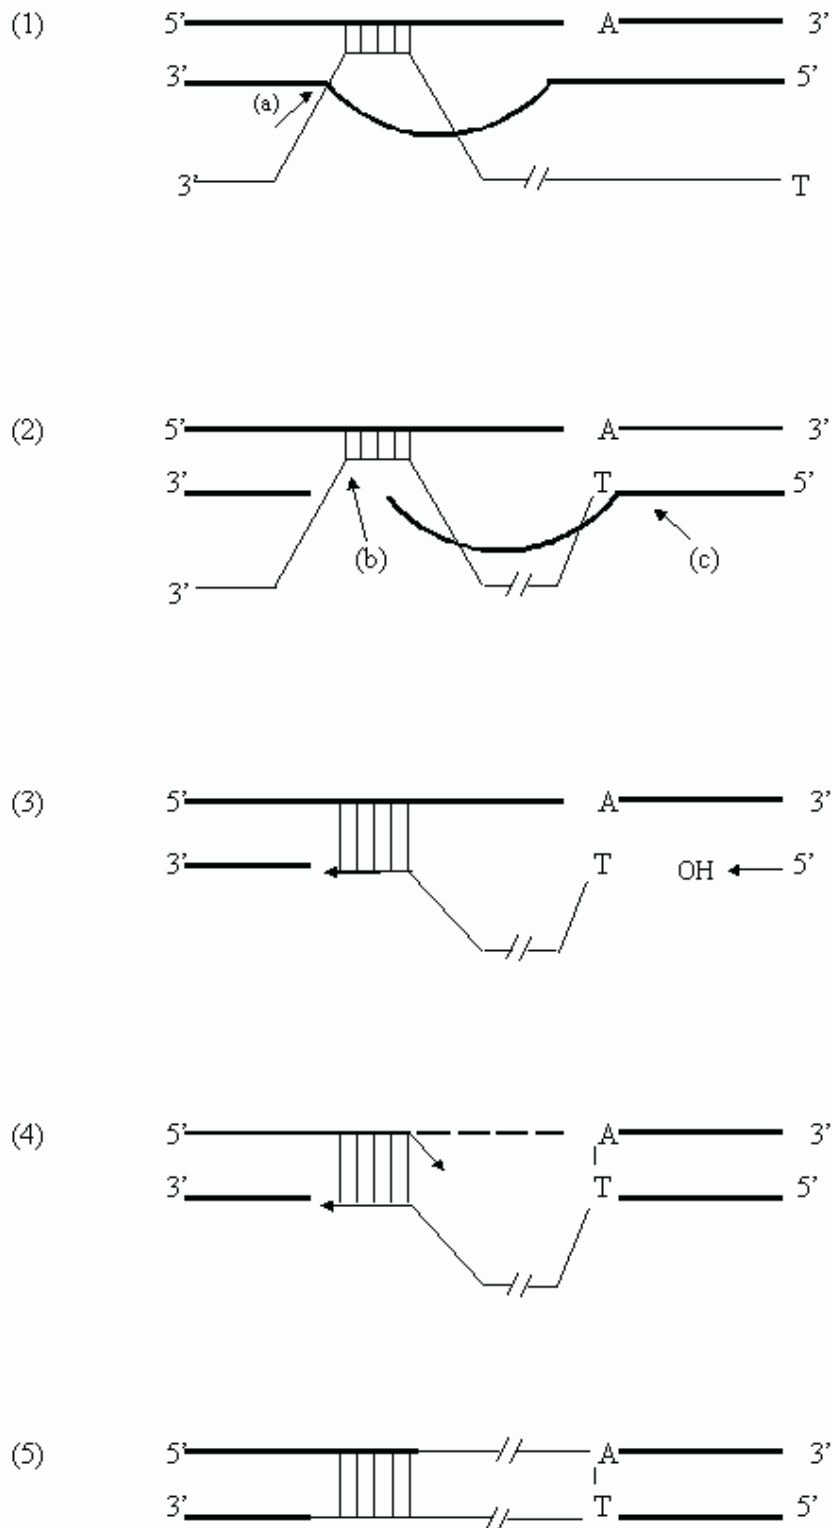 (1) 5’ A 3’
3’ 5’
(a)
3’ T
(2) 5’ A 3’
3’ T 5’
(b) (c)
3’
(3) 5’ A 3’
3’ T OH 5’
(4) 5’ A 3’
3’ T 5’
(5) 5’ A 3’
3’ T 5’